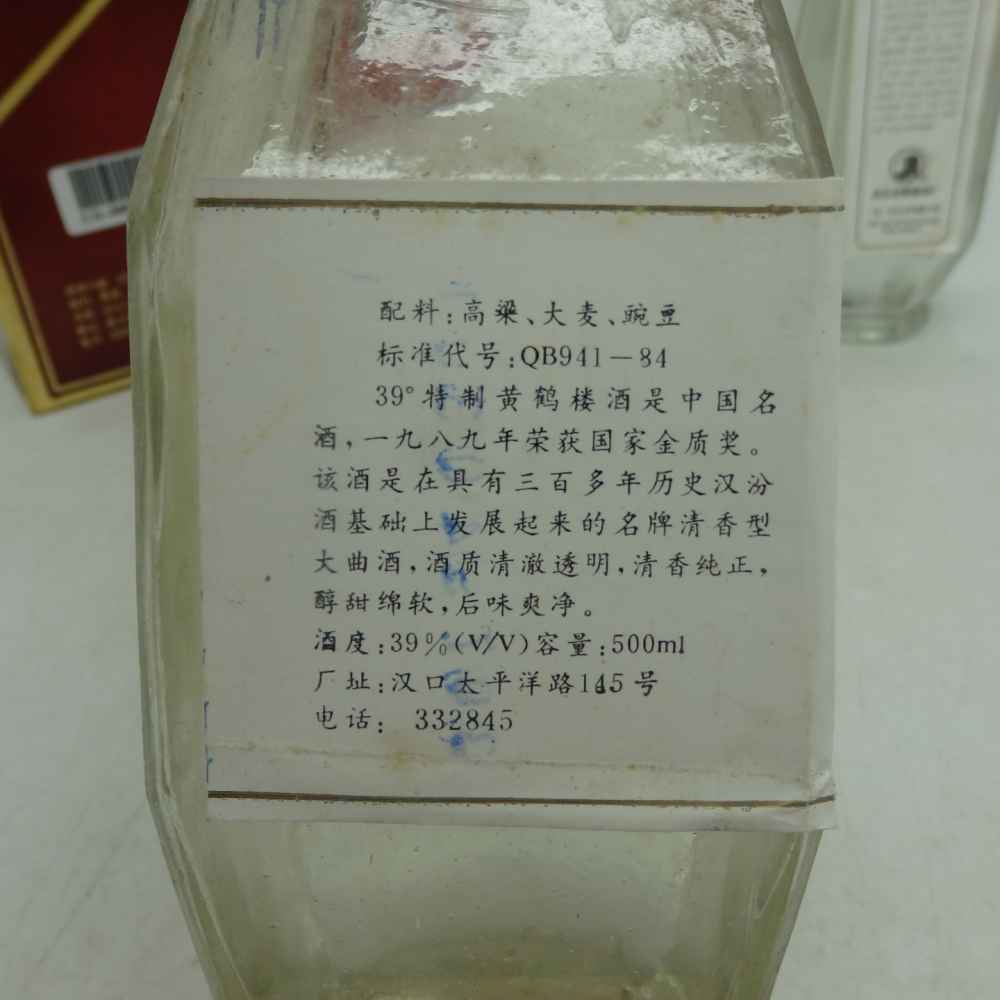 配料:高粱、大麦、豌豆
标准代号:QB941－84
39°特制黄鹤楼酒是中国名
酒,一九八九年荣获国家金质奖。
该酒是在具有三百多年历史汉汾
酒基础上发展起来的名牌清香型
大曲酒,酒质清澈透明,清香纯正,
醇甜绵软,后味爽净。
酒度:39%(V/V)容量:500ml
厂址:汉口太平洋路145号
电话: 332845